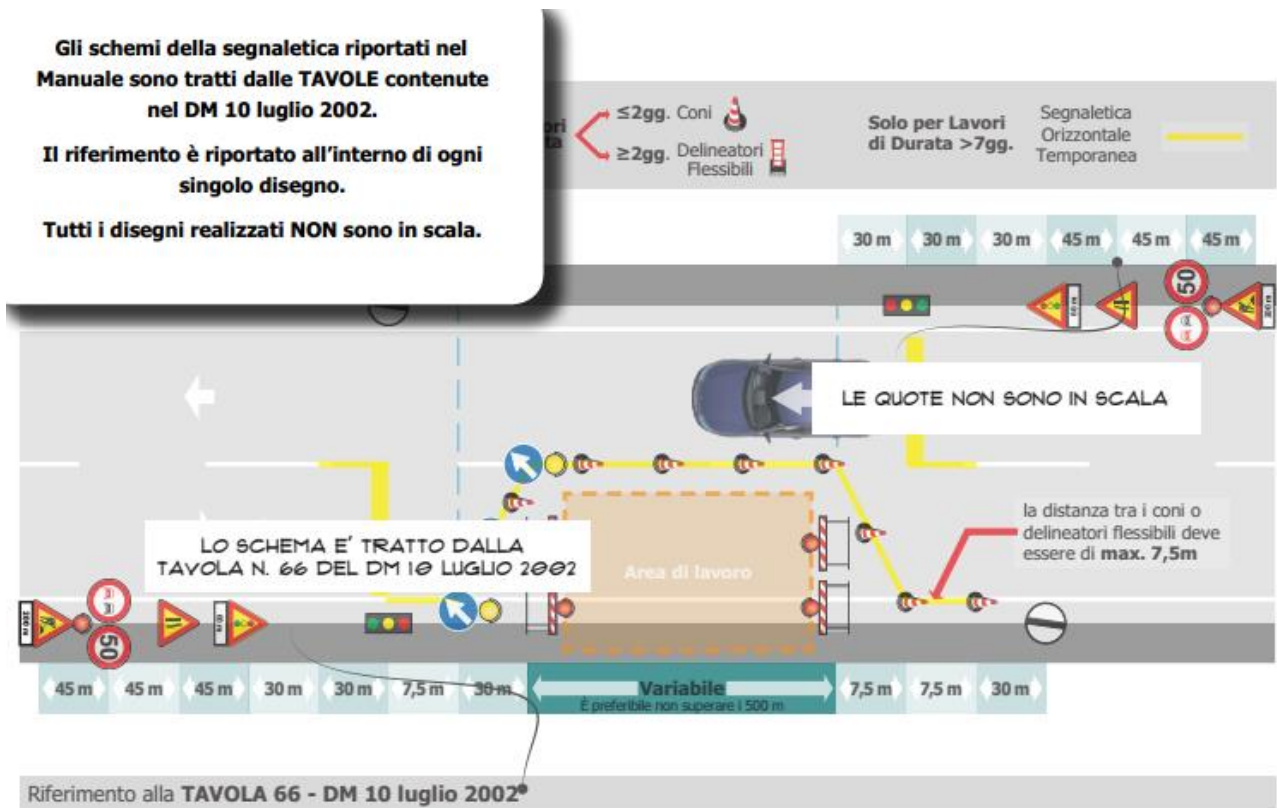 Gli schemi della segnaletica riportati nel
Manuale sono tratti dalle TAVOLE contenute
nel DM 10 luglio 2002.
Il riferimento è riportato all'interno di ogni
singolo disegno.
Tutti i disegni realizzati NON sono in scala.
≤2gg. Coni
≥2gg. Delineatori
Flessibili
Solo per Lavori
di Durata >7gg.
Segnaletica
Orizzontale
Temporanea
30 m 30 m 30 m 45 m 45 m 45 m
50
LE QUOTE NON SONO IN SCALA
la distanza tra i coni o
delineatori flessibili deve
essere di max. 7,5m
LO SCHEMA E' TRATTO DALLA
TAVOLA N. 66 DEL DM 10 LUGLIO 2002
Area di lavoro
50
45 m 45 m 45 m 30 m 30 m 7,5 m 30 m Variabile 7,5 m 7,5 m 30 m
È preferibile non superare i 500 m
Riferimento alla TAVOLA 66 - DM 10 luglio 2002